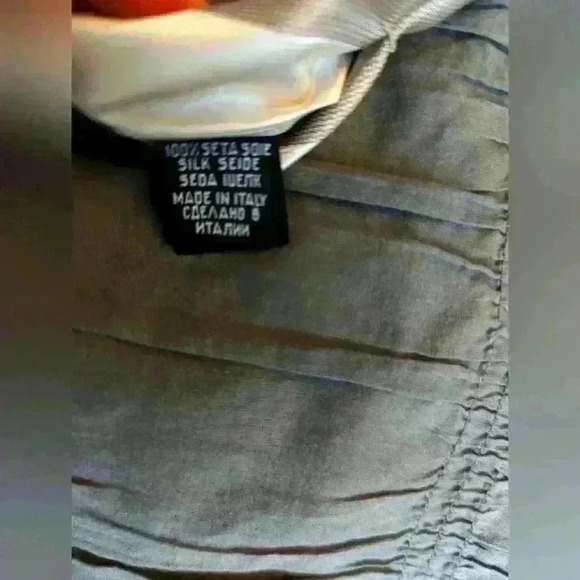 100% SETA SOIE
SILK SEIDE
SEDA ШЕЛК
MADE IN ITALY
СДЕЛАНО В
ИТАЛИИ